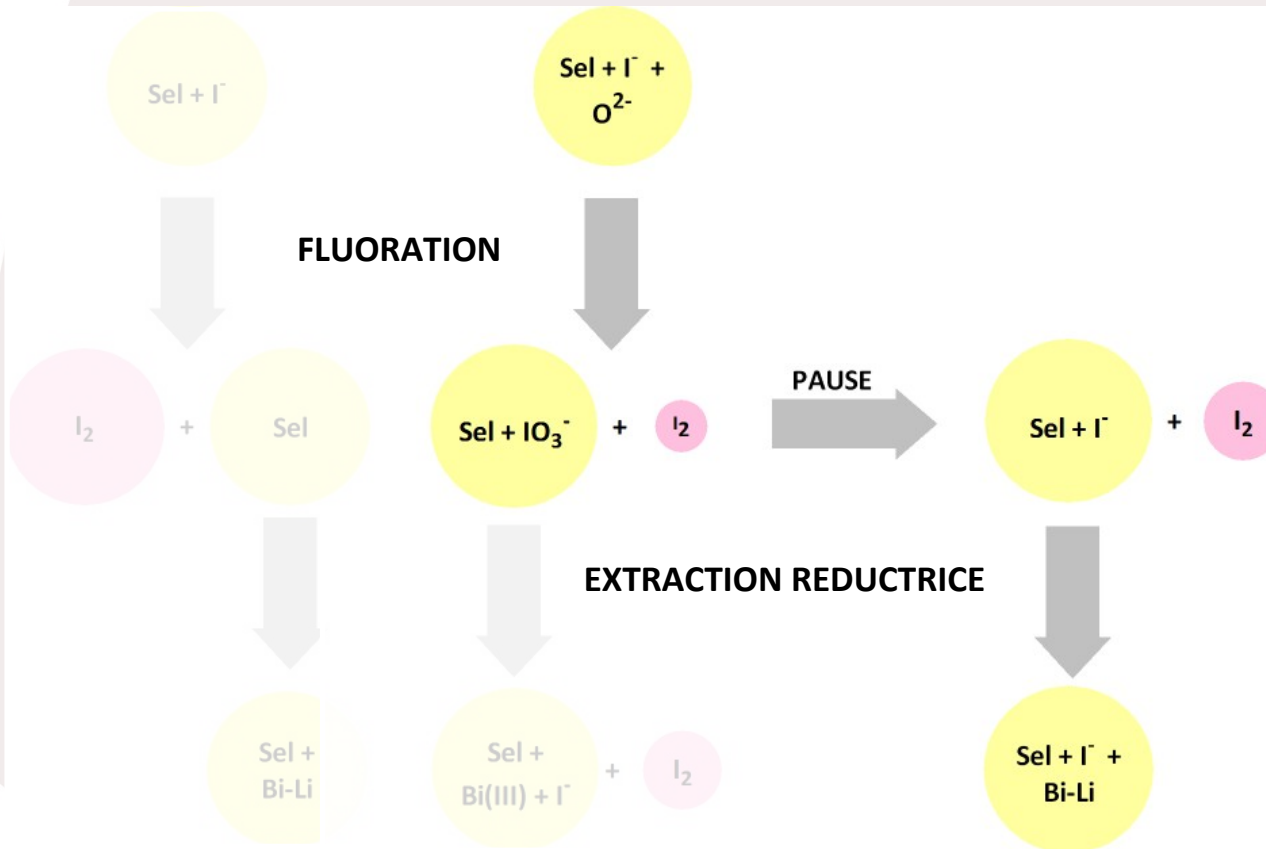 Sel + I⁻
Sel + I⁻ +
O²⁻
FLUORATION
I₂
+
Sel
Sel + IO₃⁻
+
I₂
PAUSE
Sel + I⁻
+
I₂
EXTRACTION REDUCTRICE
Sel +
Bi-Li
Sel +
Bi(III) + I⁻
+
I₂
Sel + I⁻ +
Bi-Li